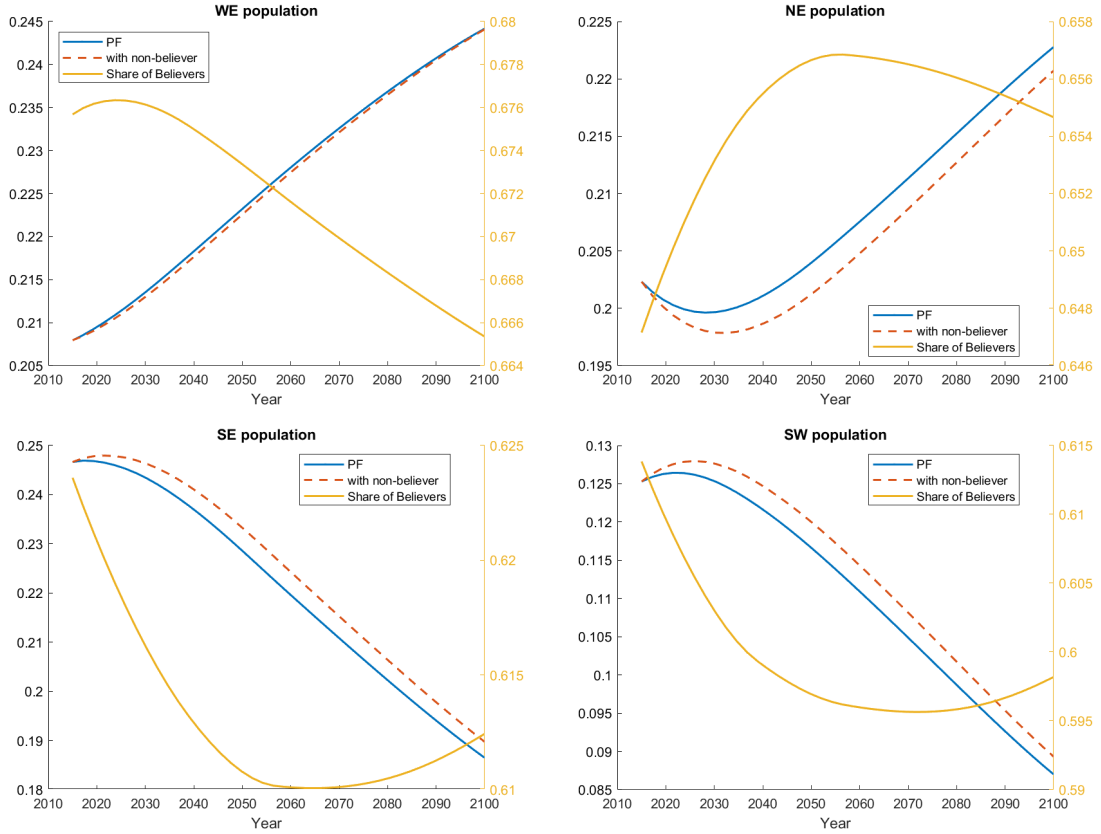 WE population
0.245
0.24
0.235
0.23
0.225
0.22
0.215
0.21
0.205
0.68
0.678
0.676
0.674
0.672
0.67
0.668
0.666
0.664
PF
with non-believer
Share of Believers
2010 2020 2030 2040 2050 2060 2070 2080 2090 2100
Year
NE population
0.225
0.22
0.215
0.21
0.205
0.2
0.195
0.658
0.656
0.654
0.652
0.65
0.648
0.646
PF
with non-believer
Share of Believers
2010 2020 2030 2040 2050 2060 2070 2080 2090 2100
Year
SE population
0.25
0.24
0.23
0.22
0.21
0.2
0.19
0.18
0.625
0.62
0.615
0.61
PF
with non-believer
Share of Believers
2010 2020 2030 2040 2050 2060 2070 2080 2090 2100
Year
SW population
0.13
0.125
0.12
0.115
0.11
0.105
0.1
0.095
0.09
0.085
0.615
0.61
0.605
0.6
0.595
0.59
PF
with non-believer
Share of Believers
2010 2020 2030 2040 2050 2060 2070 2080 2090 2100
Year